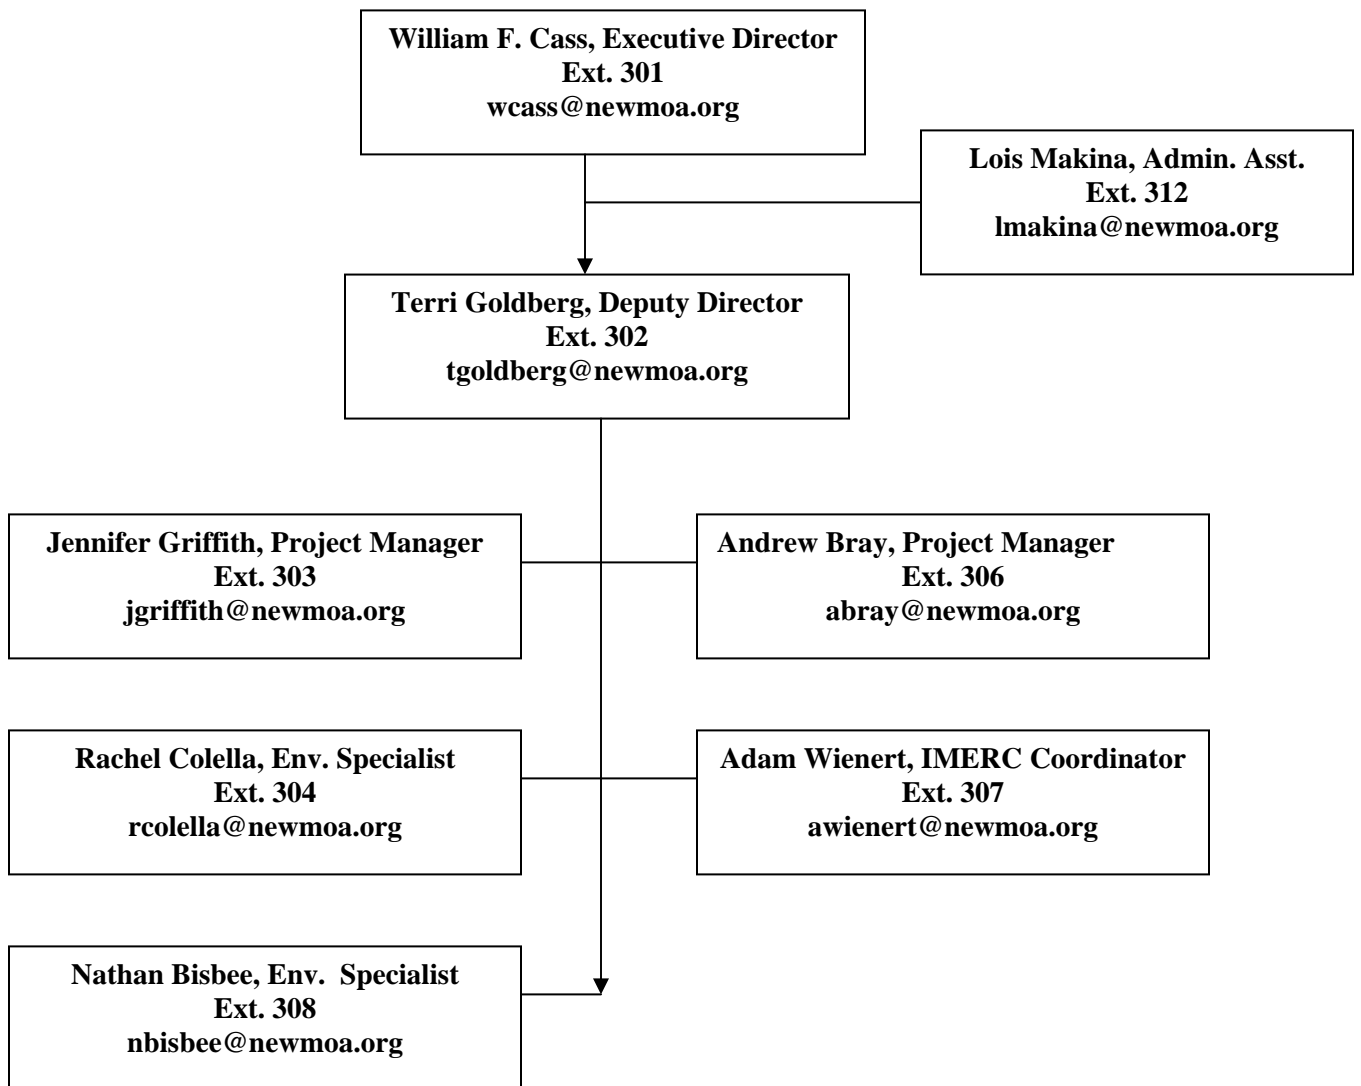 William F. Cass, Executive Director
Ext. 301
wcass@newmoa.org
Lois Makina, Admin. Asst.
Ext. 312
lmakina@newmoa.org
Terri Goldberg, Deputy Director
Ext. 302
tgoldberg@newmoa.org
Jennifer Griffith, Project Manager
Ext. 303
jgriffith@newmoa.org
Andrew Bray, Project Manager
Ext. 306
abray@newmoa.org
Rachel Colella, Env. Specialist
Ext. 304
rcolella@newmoa.org
Adam Wienert, IMERC Coordinator
Ext. 307
awienert@newmoa.org
Nathan Bisbee, Env.  Specialist
Ext. 308
nbisbee@newmoa.org